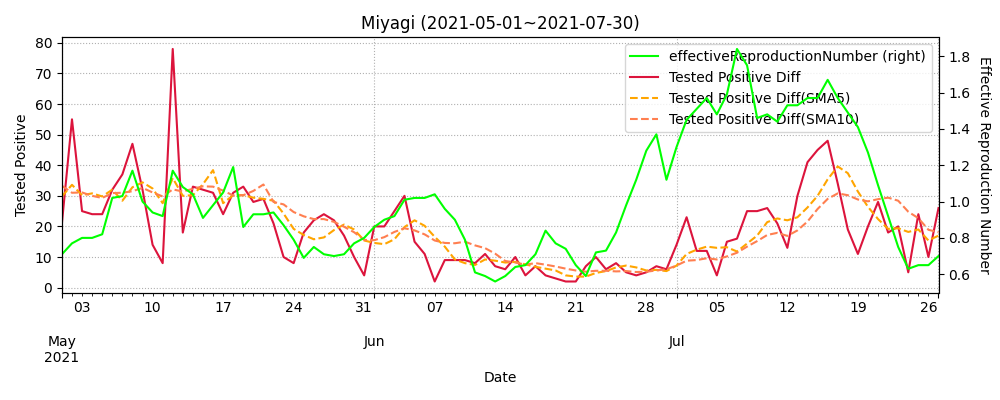 Miyagi (2021-05-01~2021-07-30)
effectiveReproductionNumber (right)
Tested Positive Diff
Tested Positive Diff(SMA5)
Tested Positive Diff(SMA10)
Tested Positive
80
70
60
50
40
30
20
10
0
1.8
1.6
1.4
1.2
1.0
0.8
0.6
Effective Reproduction Number
03 10 17 24 31 07 14 21 28 05 12 19 26
May Jun Jul
2021
Date